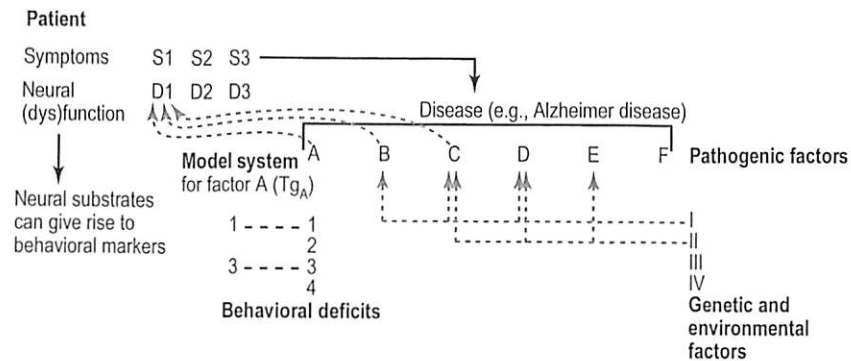 Patient
Symptoms S1 S2 S3
Neural D1 D2 D3
(dys)function
Disease (e.g., Alzheimer disease)
A B C D E F Pathogenic factors
Model system
for factor A (TgA)
Neural substrates
can give rise to
behavioral markers
1 1
2
3 3
4
Behavioral deficits
I
II
III
IV
Genetic and
environmental
factors